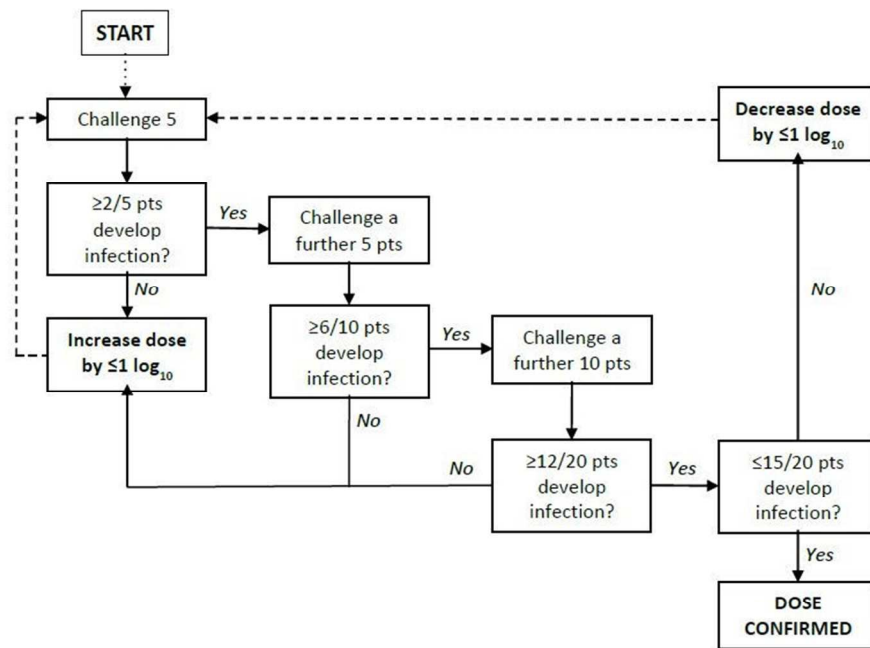 START
Challenge 5
Decrease dose
by ≤1 log₁₀
≥2/5 pts
develop
infection?
Yes
Challenge a
further 5 pts
No
No
Increase dose
by ≤1 log₁₀
≥6/10 pts
develop
infection?
Yes
Challenge a
further 10 pts
No
No
≥12/20 pts
develop
infection?
Yes
≤15/20 pts
develop
infection?
Yes
DOSE
CONFIRMED